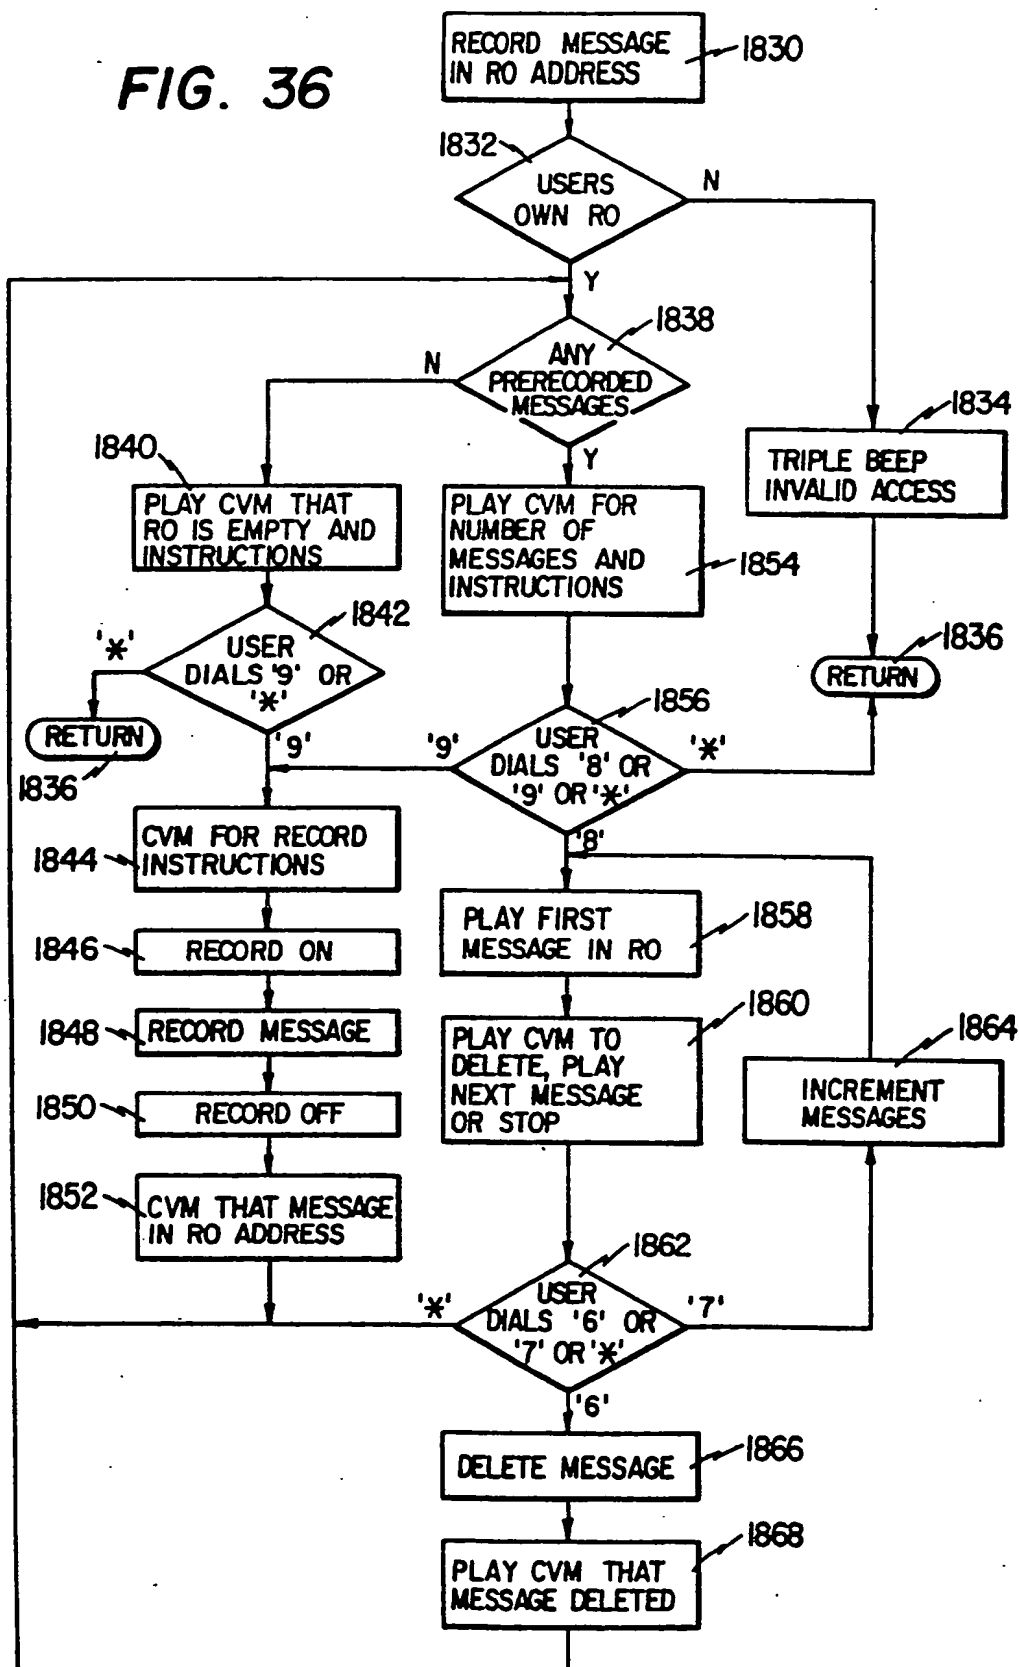 FIG. 36
RECORD MESSAGE
IN RO ADDRESS
1830
1832
USERS
OWN RO
N
Y
1838
ANY
PRERECORDED
MESSAGES
N
Y
1834
TRIPLE BEEP
INVALID ACCESS
1840
PLAY CVM THAT
RO IS EMPTY AND
INSTRUCTIONS
PLAY CVM FOR
NUMBER OF
MESSAGES AND
INSTRUCTIONS
1854
1842
USER
DIALS '9' OR
'*'
'*'
RETURN
1836
'9'
1836
RETURN
1856
USER
DIALS '8' OR
'9' OR '*'
'9'
'*'
'8'
CVM FOR RECORD
INSTRUCTIONS
1844
1846
RECORD ON
1848
RECORD MESSAGE
1850
RECORD OFF
1852
CVM THAT MESSAGE
IN RO ADDRESS
PLAY FIRST
MESSAGE IN RO
1858
PLAY CVM TO
DELETE, PLAY
NEXT MESSAGE
OR STOP
1860
1864
INCREMENT
MESSAGES
1862
USER
DIALS '6' OR
'7' OR '*'
'*'
'7'
'6'
DELETE MESSAGE
1866
PLAY CVM THAT
MESSAGE DELETED
1868